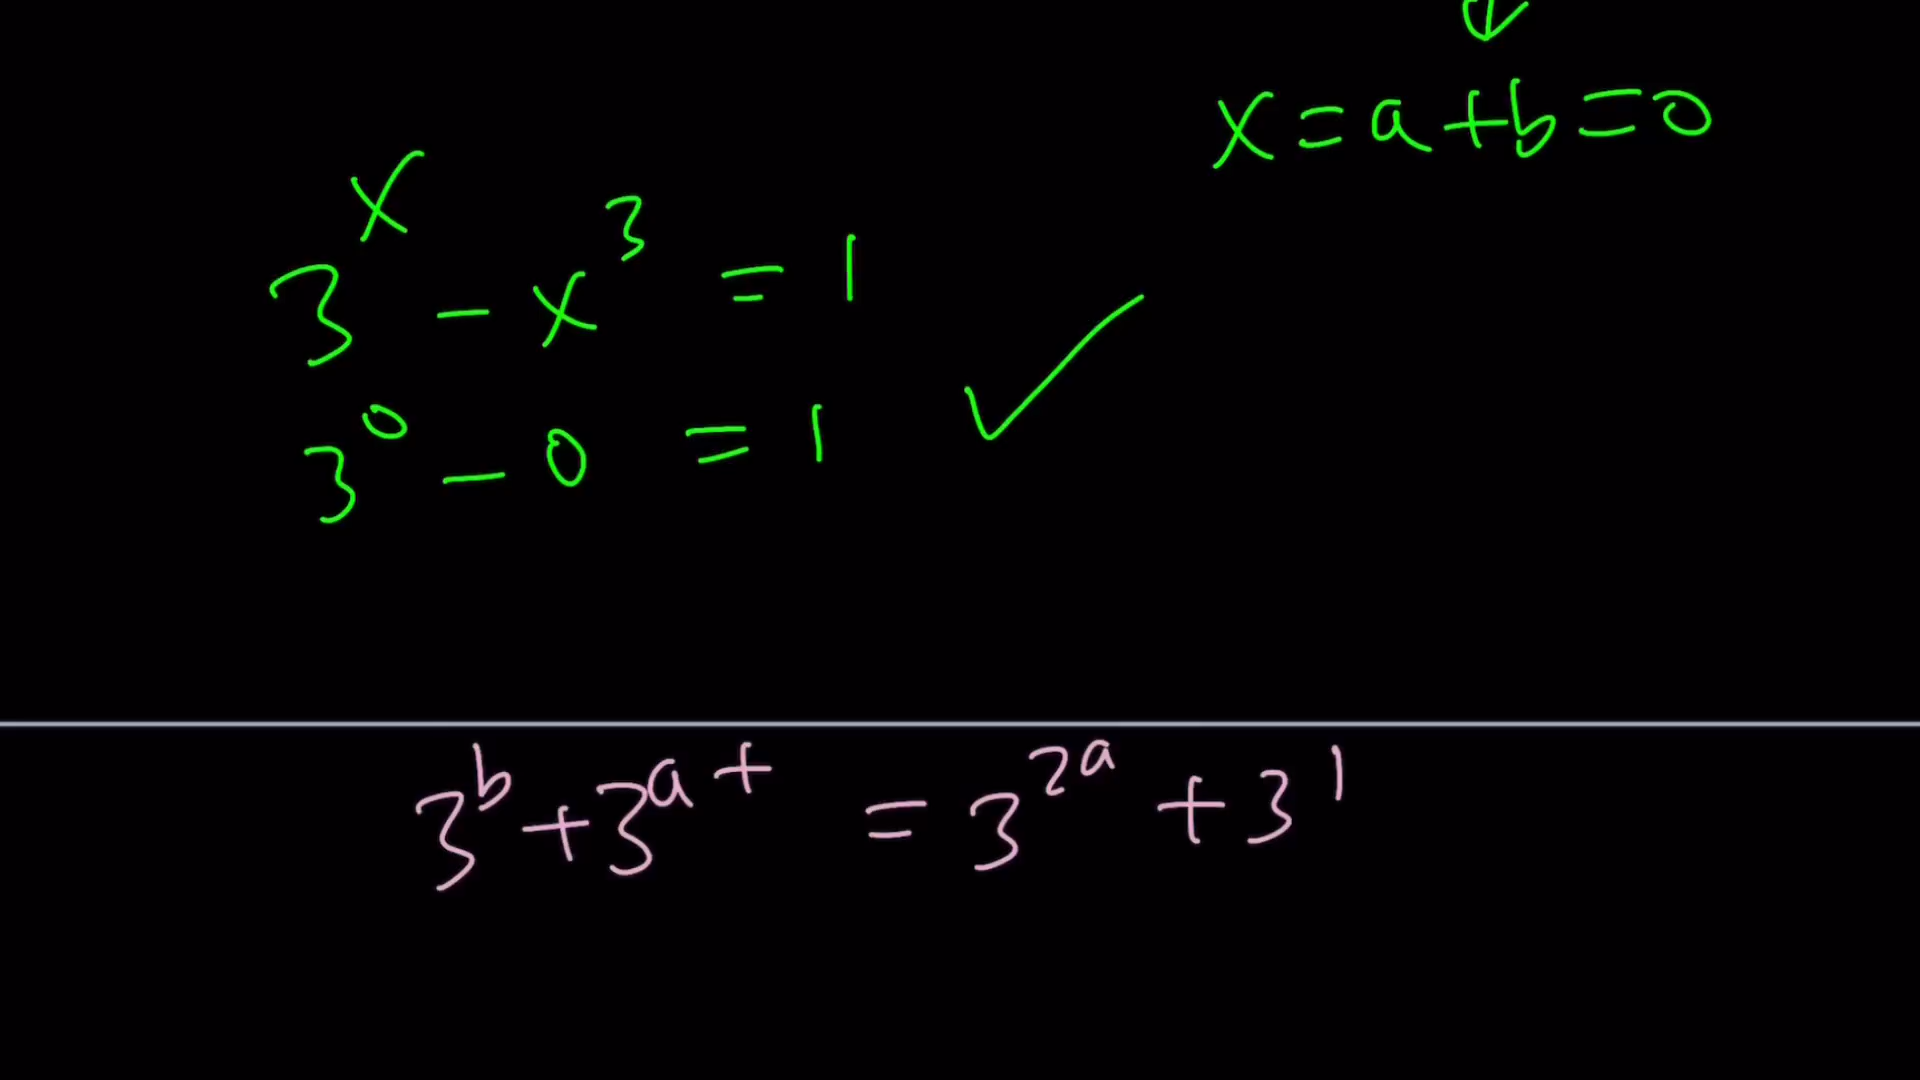 x = a + b = 0
3^x - x^3 = 1
3^0 - 0 = 1 ✓
3^b + 3^(a+) = 3^(2a) + 3^1